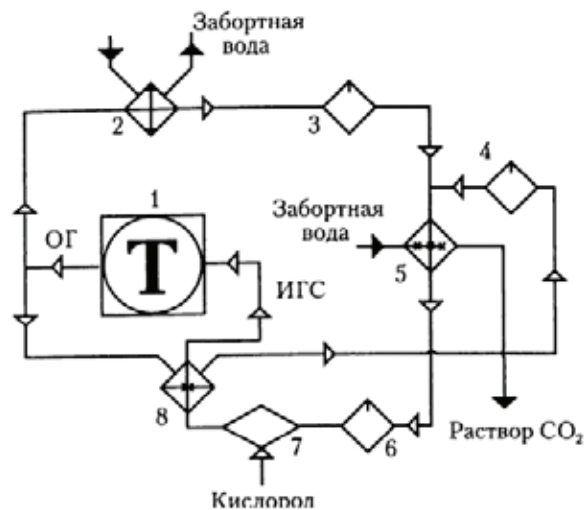 Забортная
вода
2
3
4
1
ОГ
Т
Забортная
вода
5
ИГС
8
7
6
Раствор CO₂
Кислород